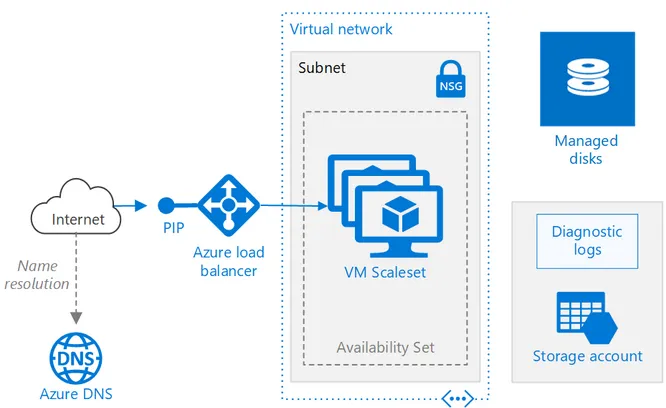 Virtual network
Subnet
NSG
Managed
disks
Internet
PIP
Azure load
balancer
VM Scaleset
Diagnostic
logs
Name
resolution
Availability Set
Storage account
DNS
Azure DNS